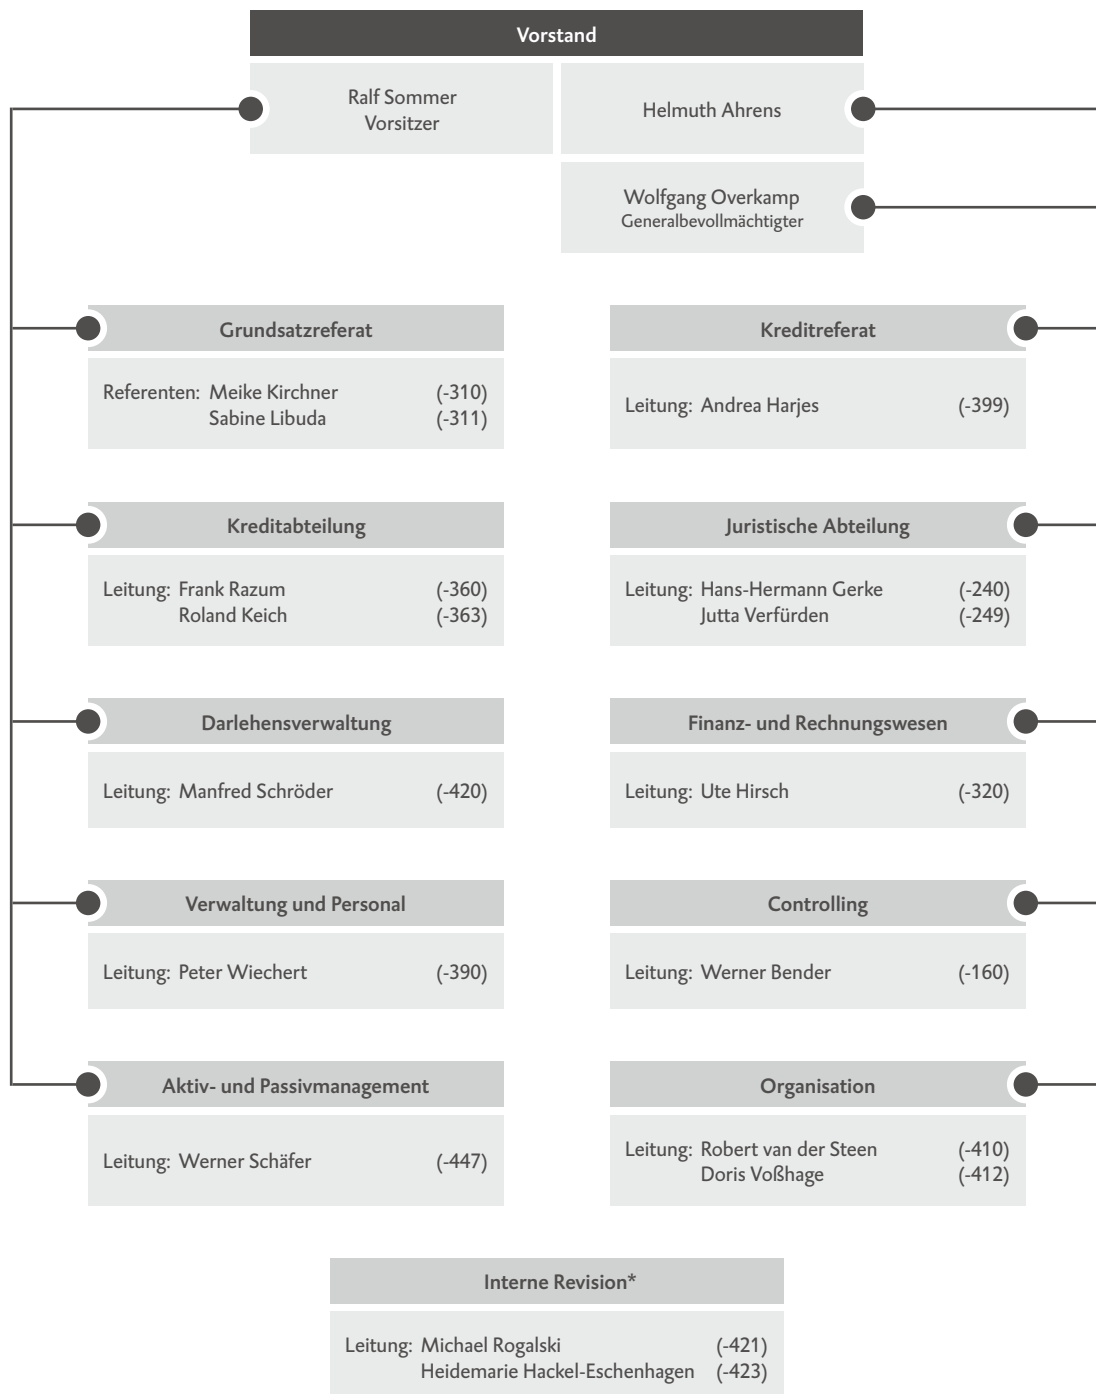 Vorstand
Ralf Sommer
Vorsitzer
Helmuth Ahrens
Wolfgang Overkamp
Generalbevollmächtigter
Grundsatzreferat
Referenten: Meike Kirchner (-310)
Sabine Libuda (-311)
Kreditreferat
Leitung: Andrea Harjes (-399)
Kreditabteilung
Leitung: Frank Razum (-360)
Roland Keich (-363)
Juristische Abteilung
Leitung: Hans-Hermann Gerke (-240)
Jutta Verfürden (-249)
Darlehensverwaltung
Leitung: Manfred Schröder (-420)
Finanz- und Rechnungswesen
Leitung: Ute Hirsch (-320)
Verwaltung und Personal
Leitung: Peter Wiechert (-390)
Controlling
Leitung: Werner Bender (-160)
Aktiv- und Passivmanagement
Leitung: Werner Schäfer (-447)
Organisation
Leitung: Robert van der Steen (-410)
Doris Voßhage (-412)
Interne Revision*
Leitung: Michael Rogalski (-421)
Heidemarie Hackel-Eschenhagen (-423)